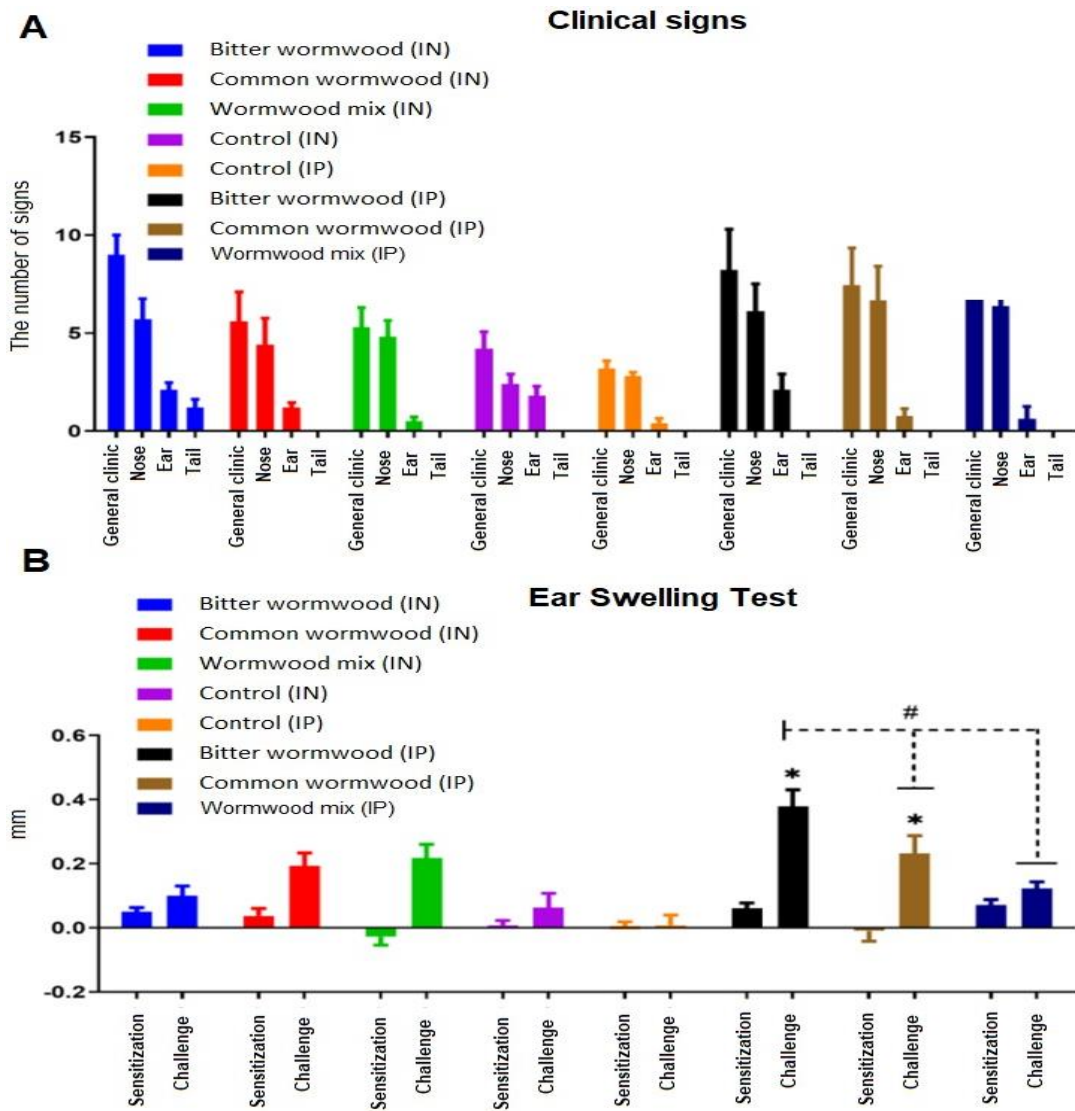 A
Clinical signs
Bitter wormwood (IN)
Common wormwood (IN)
Wormwood mix (IN)
Control (IN)
Control (IP)
Bitter wormwood (IP)
Common wormwood (IP)
Wormwood mix (IP)
The number of signs
15
10
5
0
General clinic
Nose
Ear
Tail
General clinic
Nose
Ear
Tail
General clinic
Nose
Ear
Tail
General clinic
Nose
Ear
Tail
General clinic
Nose
Ear
Tail
General clinic
Nose
Ear
Tail
General clinic
Nose
Ear
Tail
General clinic
Nose
Ear
Tail
B
Ear Swelling Test
Bitter wormwood (IN)
Common wormwood (IN)
Wormwood mix (IN)
Control (IN)
Control (IP)
Bitter wormwood (IP)
Common wormwood (IP)
Wormwood mix (IP)
mm
0.6
0.4
0.2
0.0
-0.2
#
*
*
Sensitization
Challenge
Sensitization
Challenge
Sensitization
Challenge
Sensitization
Challenge
Sensitization
Challenge
Sensitization
Challenge
Sensitization
Challenge
Sensitization
Challenge